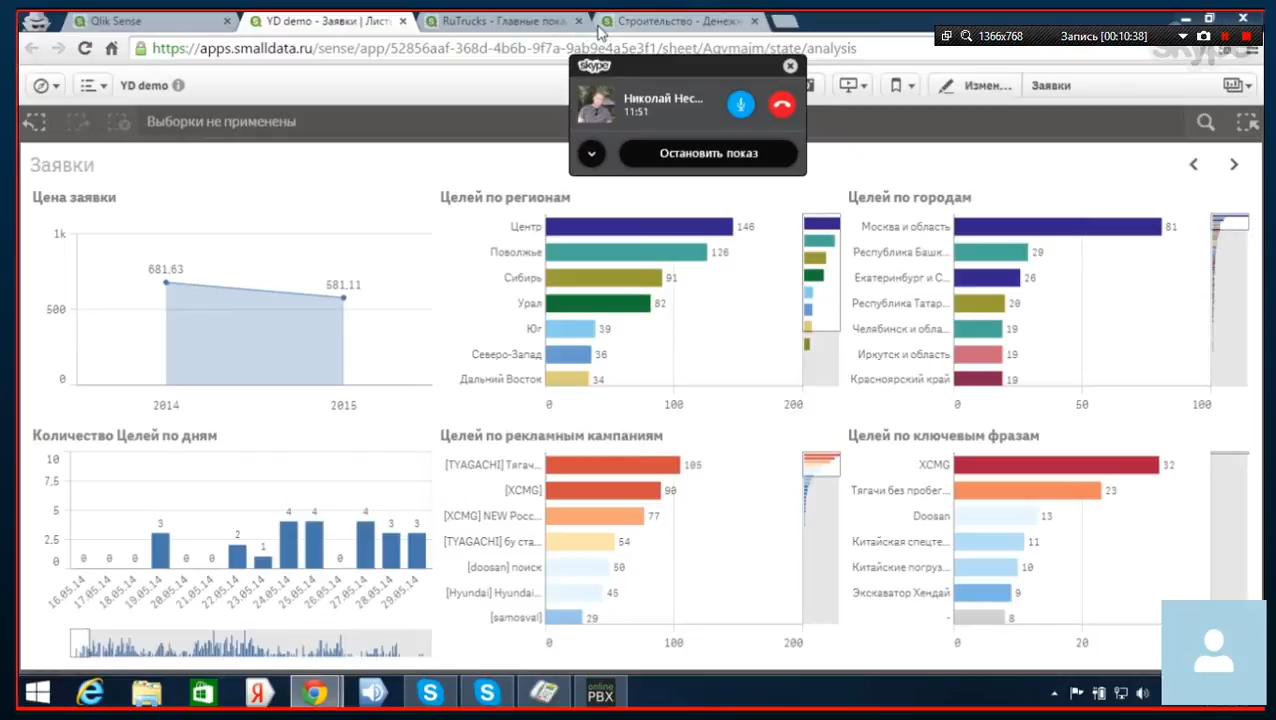 Qlik Sense
YD demo - Заявки | Лист
RuTrucks - Главные пока
Строительство - Денежн
1366x768
Запись [00:10:38]
https://apps.smalldata.ru/sense/app/52856aaf-368d-4b6b-9f7a-9ab9e4a5e3f1/sheet/Aqvmajm/state/analysis
skype
YD demo
Измен...
Заявки
Николай Нес...
11:51
Выборки не применены
Остановить показ
Заявки
Цена заявки
1k
500
0
681,63
581,11
2014
2015
Целей по регионам
Центр 146
Поволжье 126
Сибирь 91
Урал 82
Юг 39
Северо-Запад 36
Дальний Восток 34
0 100 200
Целей по городам
Москва и область 81
Республика Башк... 29
Екатеринбург и С... 26
Республика Татар... 20
Челябинск и обла... 19
Иркутск и область 19
Красноярский край 19
0 50 100
Количество Целей по дням
10
7.5
5
2.5
0
0 0 0 3 0 0 2 1 4 4 0 4 3 3
16.05.14
17.05.14
18.05.14
19.05.14
20.05.14
21.05.14
22.05.14
23.05.14
24.05.14
25.05.14
26.05.14
27.05.14
28.05.14
29.05.14
Целей по рекламным кампаниям
[TYAGACHI] Тягач... 105
[XCMG] 90
[XCMG] NEW Росс... 77
[TYAGACHI] бу ста... 54
[doosan] поиск 50
[Hyundai] Hyundai... 45
[samosval] 29
0 100 200
Целей по ключевым фразам
XCMG 32
Тягачи без пробег... 23
Doosan 13
Китайская спецте... 11
Китайские погруз... 10
Экскаватор Хендай 9
- 8
0 20
online
PBX